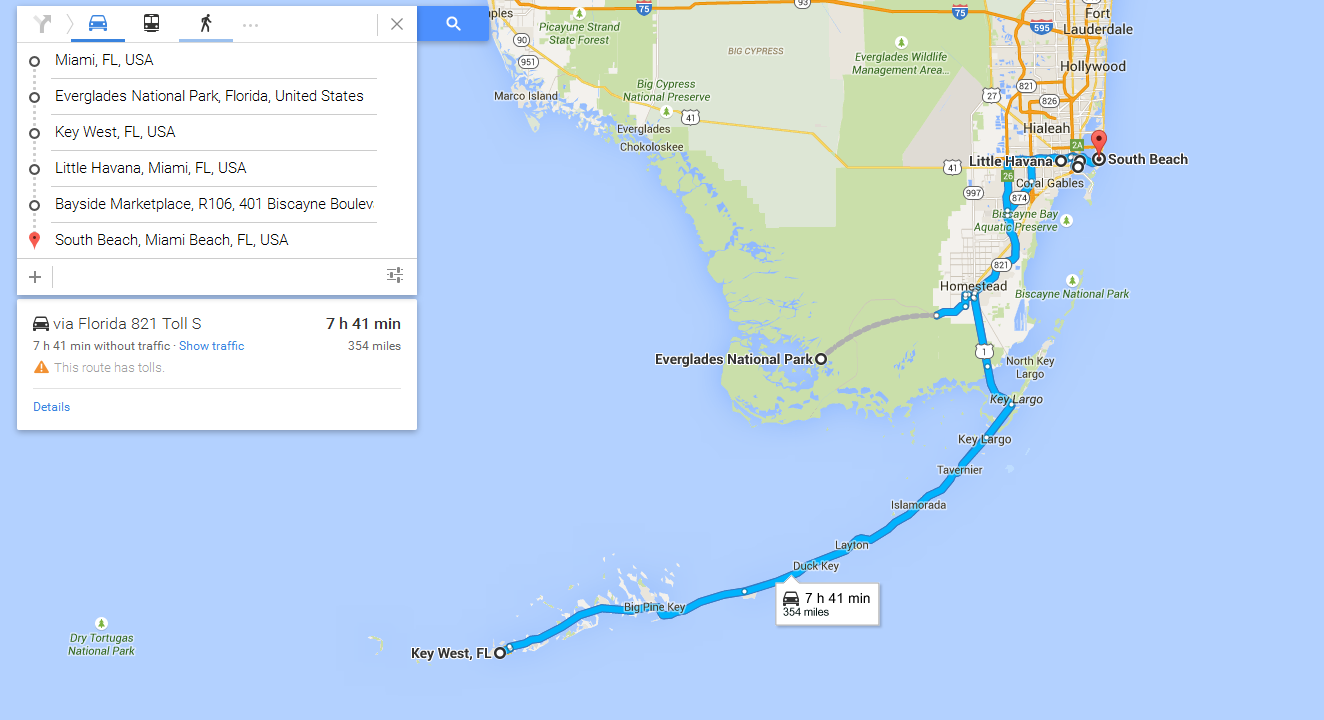 Miami, FL, USA
Everglades National Park, Florida, United States
Key West, FL, USA
Little Havana, Miami, FL, USA
Bayside Marketplace, R106, 401 Biscayne Boulev
South Beach, Miami Beach, FL, USA
via Florida 821 Toll S
7 h 41 min
7 h 41 min without traffic · Show traffic
354 miles
This route has tolls.
Details
ples
Picayune Strand
State Forest
90
951
Marco Island
75
93
75
595
Fort
Lauderdale
BIG CYPRESS
Everglades Wildlife
Management Area...
Hollywood
Big Cypress
National Preserve
27
821
826
41
Everglades
Hialeah
Chokoloskee
2A
41
Little Havana
South Beach
26
Coral Gables
997
874
Biscayne Bay
Aquatic Preserve
821
Homestead
Biscayne National Park
Everglades National Park
1
North Key
Largo
Key Largo
Key Largo
Tavernier
Islamorada
Layton
Duck Key
7 h 41 min
354 miles
Big Pine Key
Dry Tortugas
National Park
Key West, FL